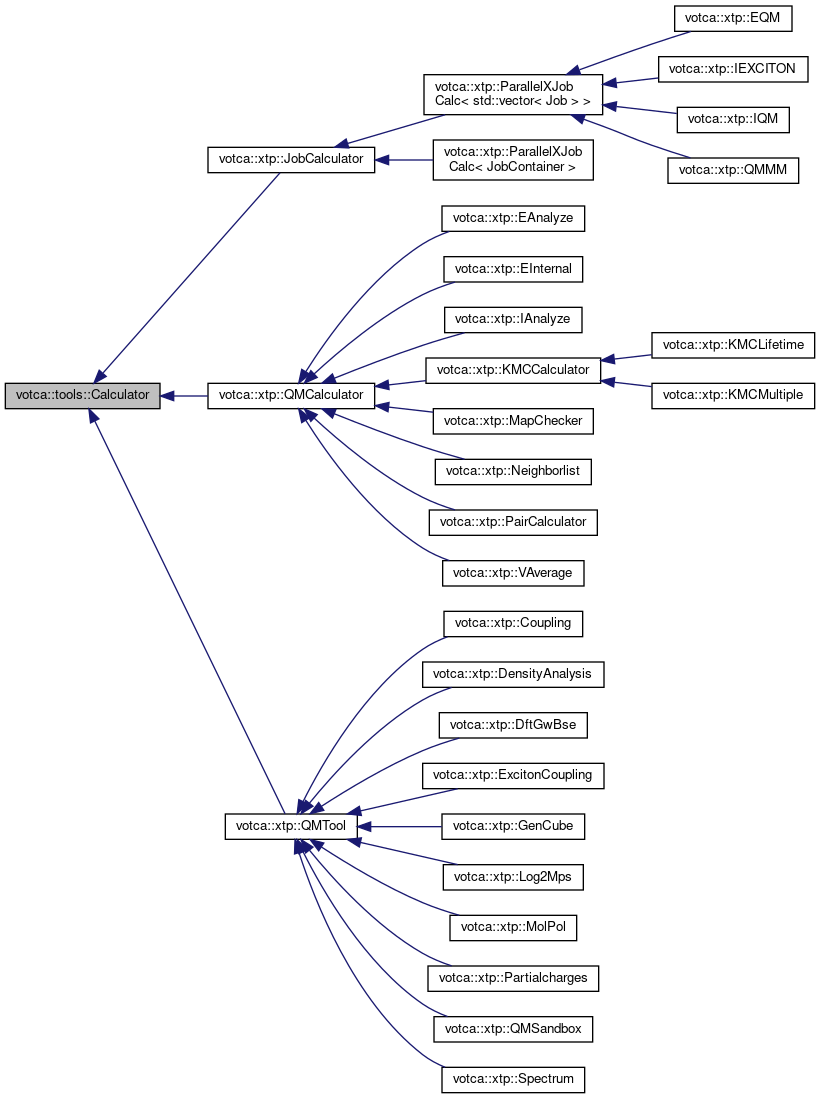 votca::xtp::EQM
votca::xtp::IEXCITON
votca::xtp::ParallelXJob
Calc< std::vector< Job > >
votca::xtp::IQM
votca::xtp::QMMM
votca::xtp::JobCalculator
votca::xtp::ParallelXJob
Calc< JobContainer >
votca::xtp::EAnalyze
votca::xtp::EInternal
votca::xtp::IAnalyze
votca::xtp::KMCLifetime
votca::xtp::KMCCalculator
votca::tools::Calculator
votca::xtp::QMCalculator
votca::xtp::KMCMultiple
votca::xtp::MapChecker
votca::xtp::Neighborlist
votca::xtp::PairCalculator
votca::xtp::VAverage
votca::xtp::Coupling
votca::xtp::DensityAnalysis
votca::xtp::DftGwBse
votca::xtp::ExcitonCoupling
votca::xtp::QMTool
votca::xtp::GenCube
votca::xtp::Log2Mps
votca::xtp::MolPol
votca::xtp::Partialcharges
votca::xtp::QMSandbox
votca::xtp::Spectrum